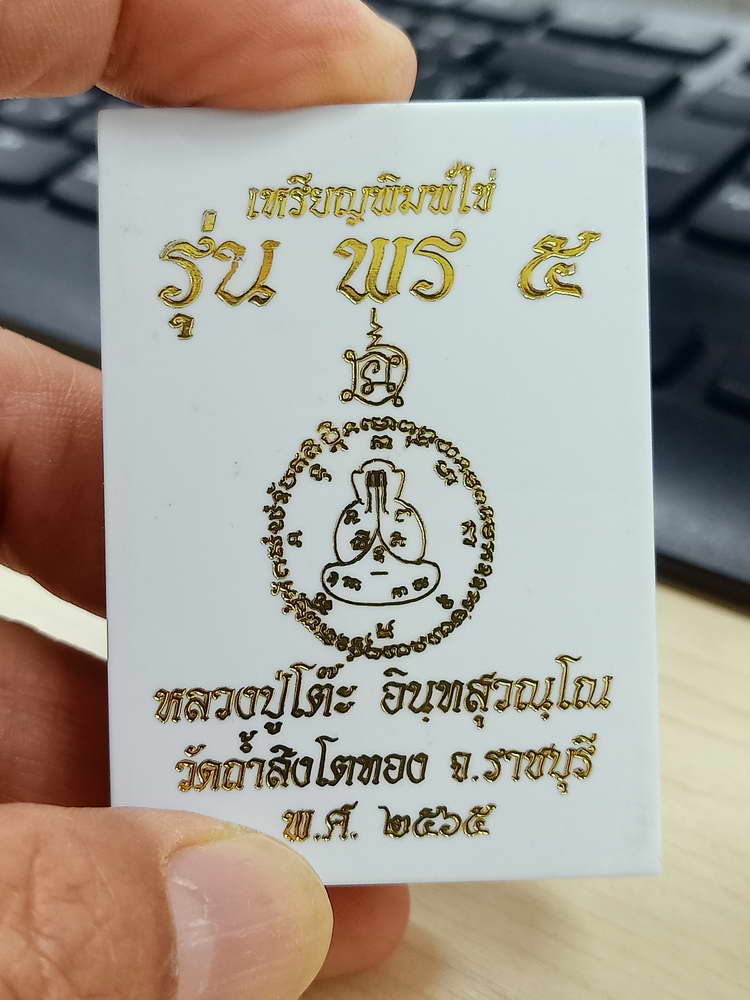 เหรียญพิมพ์ไข่
รุ่น พร ๕
หลวงปู่โต๊ะ อินฺทสุวณฺโณ
วัดถ้ำสิงโตทอง จ.ราชบุรี
พ.ศ. ๒๕๖๕